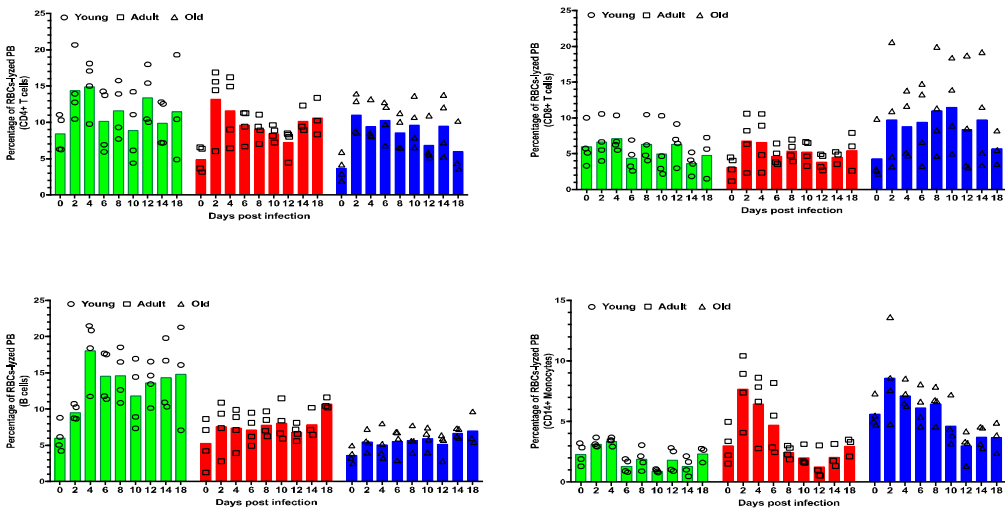 Young Adult Old
Percentage of RBCs-lyzed PB
(CD4+ T cells)
25
20
15
10
5
0
0 2 4 6 8 10 12 14 18 0 2 4 6 8 10 12 14 18 0 2 4 6 8 10 12 14 18
Days post infection
Young Adult Old
Percentage of RBCs-lyzed PB
(CD8+ T cells)
25
20
15
10
5
0
0 2 4 6 8 10 12 14 18 0 2 4 6 8 10 12 14 18 0 2 4 6 8 10 12 14 18
Days post infection
Young Adult Old
Percentage of RBCs-lyzed PB
(B cells)
25
20
15
10
5
0
0 2 4 6 8 10 12 14 18 0 2 4 6 8 10 12 14 18 0 2 4 6 8 10 12 14 18
Days post infection
Young Adult Old
Percentage of RBCs-lyzed PB
(CD14+ Monocytes)
15
10
5
0
0 2 4 6 8 10 12 14 18 0 2 4 6 8 10 12 14 18 0 2 4 6 8 10 12 14 18
Days post infection